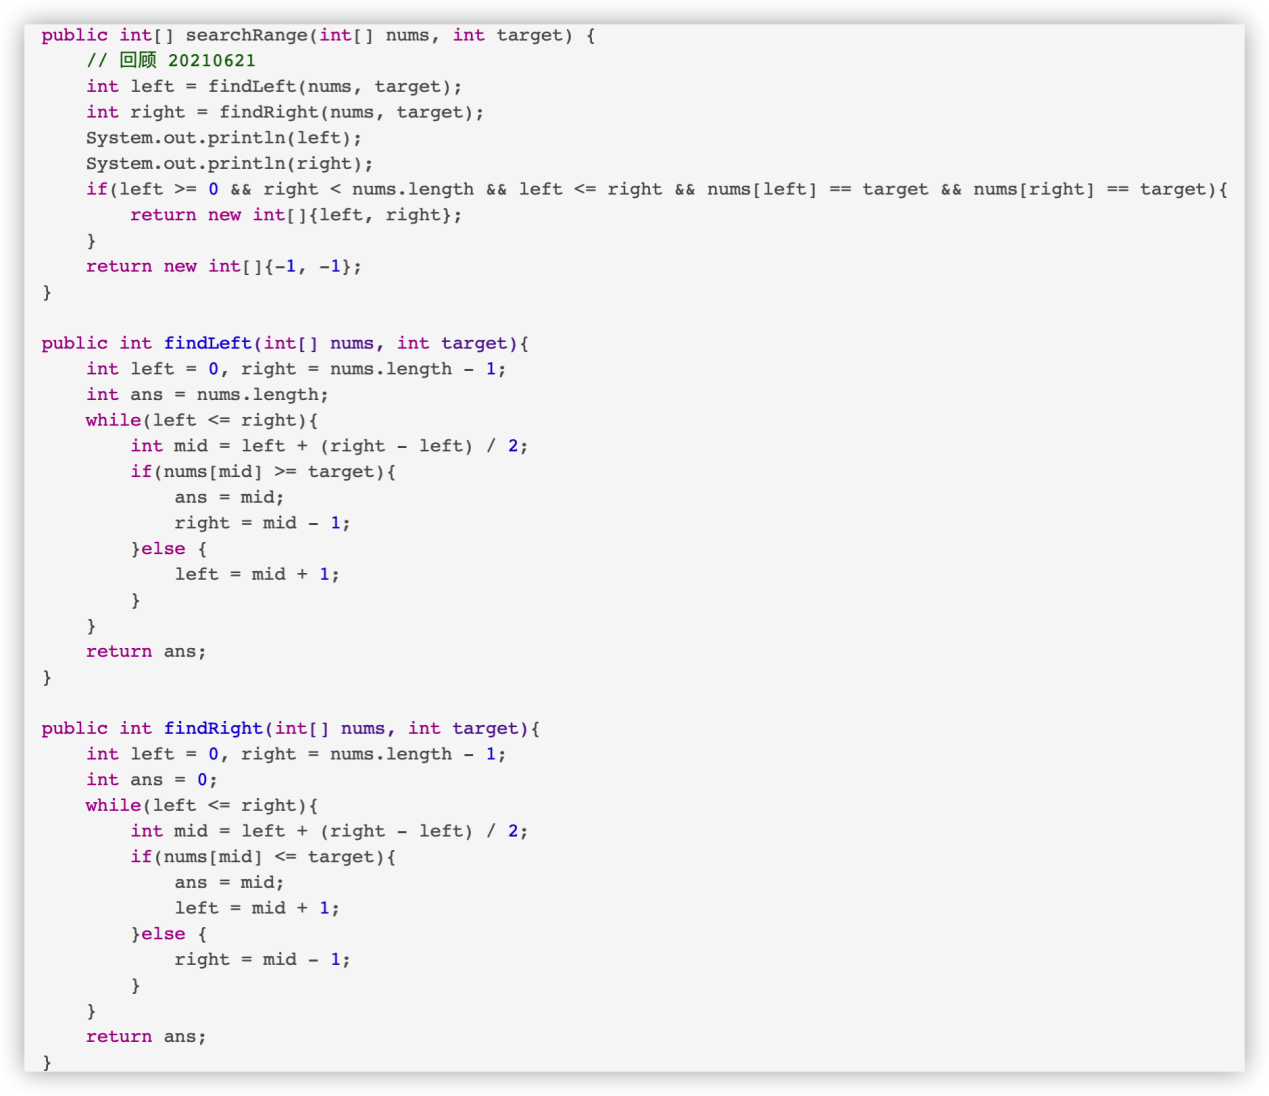 public int[] searchRange(int[] nums, int target) {
    // 回顾 20210621
    int left = findLeft(nums, target);
    int right = findRight(nums, target);
    System.out.println(left);
    System.out.println(right);
    if(left >= 0 && right < nums.length && left <= right && nums[left] == target && nums[right] == target){
        return new int[]{left, right};
    }
    return new int[]{-1, -1};
}

public int findLeft(int[] nums, int target){
    int left = 0, right = nums.length - 1;
    int ans = nums.length;
    while(left <= right){
        int mid = left + (right - left) / 2;
        if(nums[mid] >= target){
            ans = mid;
            right = mid - 1;
        }else {
            left = mid + 1;
        }
    }
    return ans;
}

public int findRight(int[] nums, int target){
    int left = 0, right = nums.length - 1;
    int ans = 0;
    while(left <= right){
        int mid = left + (right - left) / 2;
        if(nums[mid] <= target){
            ans = mid;
            left = mid + 1;
        }else {
            right = mid - 1;
        }
    }
    return ans;
}